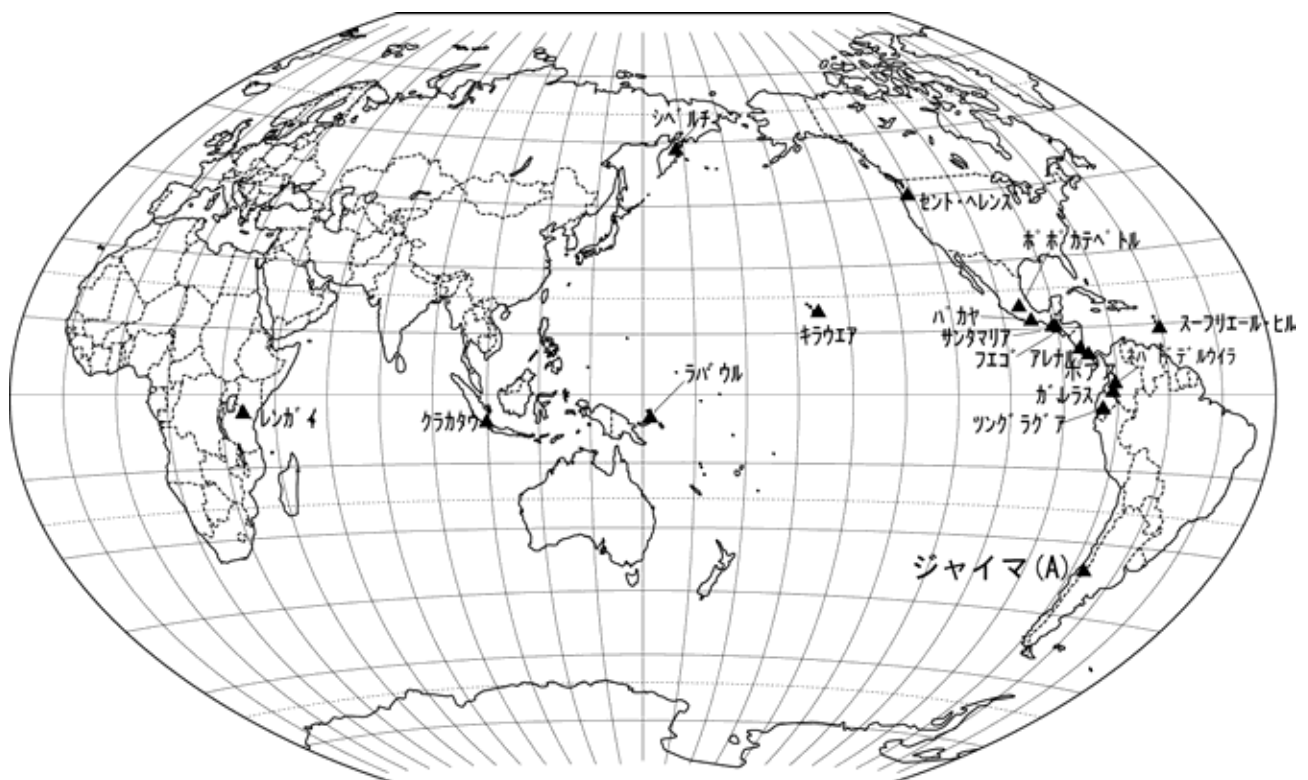 シベルチ
セント・ヘレンス
ポポカテペトル
パカヤ
サンタマリア
フエゴ
アレナル
ポアス
スーフリエール・ヒル
ネバドデルウイラ
キラウエア
ラバウル
ガルラス
ツングラグア
レンガイ
クラカタウ
ジャイマ(A)